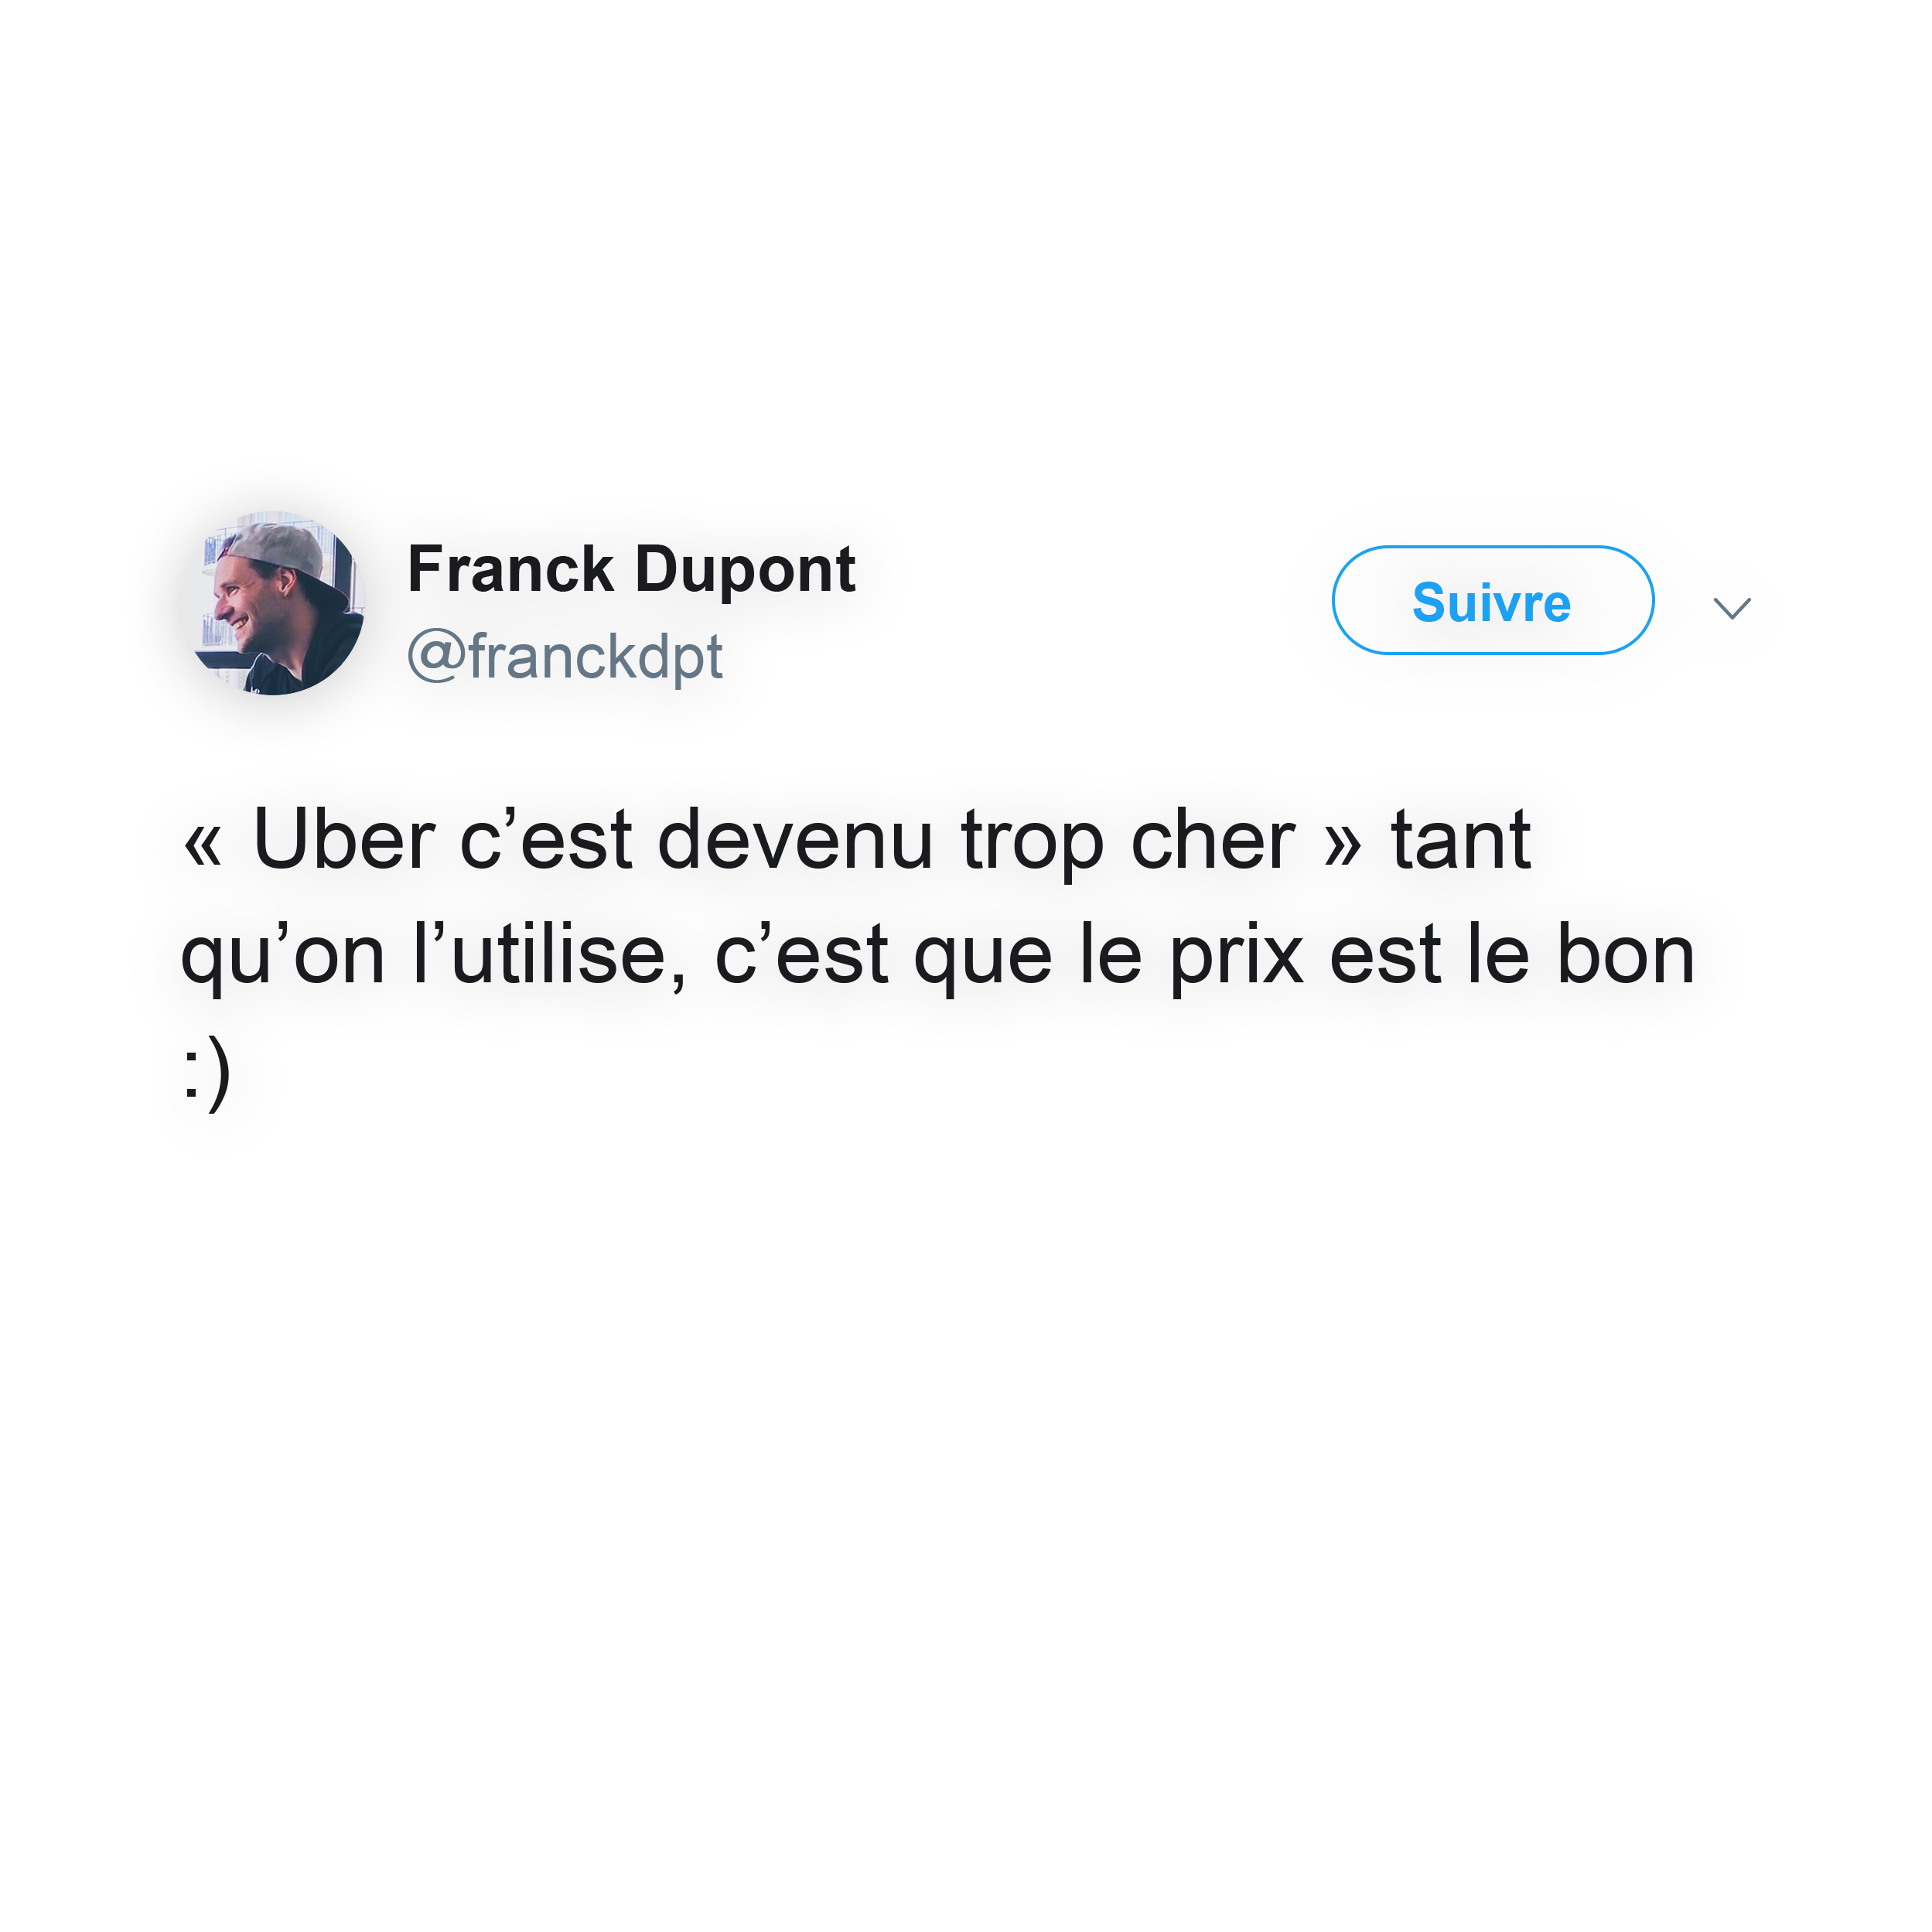 Franck Dupont
@franckdpt
Suivre
« Uber c’est devenu trop cher » tant
qu’on l’utilise, c’est que le prix est le bon
:)